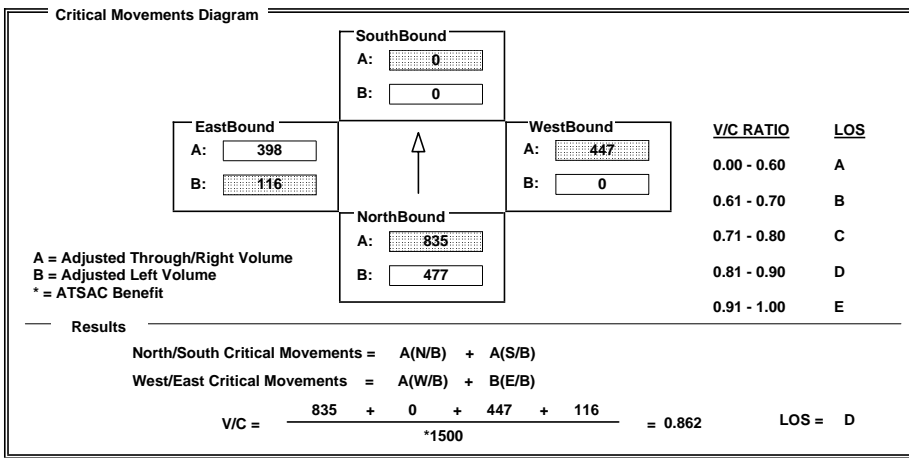 Critical Movements Diagram
SouthBound
A: 0
B: 0
EastBound
A: 398
B: 116
WestBound
A: 447
B: 0
NorthBound
A: 835
B: 477
V/C RATIO LOS
0.00 - 0.60 A
0.61 - 0.70 B
0.71 - 0.80 C
0.81 - 0.90 D
0.91 - 1.00 E
A = Adjusted Through/Right Volume
B = Adjusted Left Volume
* = ATSAC Benefit
Results
North/South Critical Movements = A(N/B) + A(S/B)
West/East Critical Movements = A(W/B) + B(E/B)
835 + 0 + 447 + 116
V/C = = 0.862 LOS = D
*1500